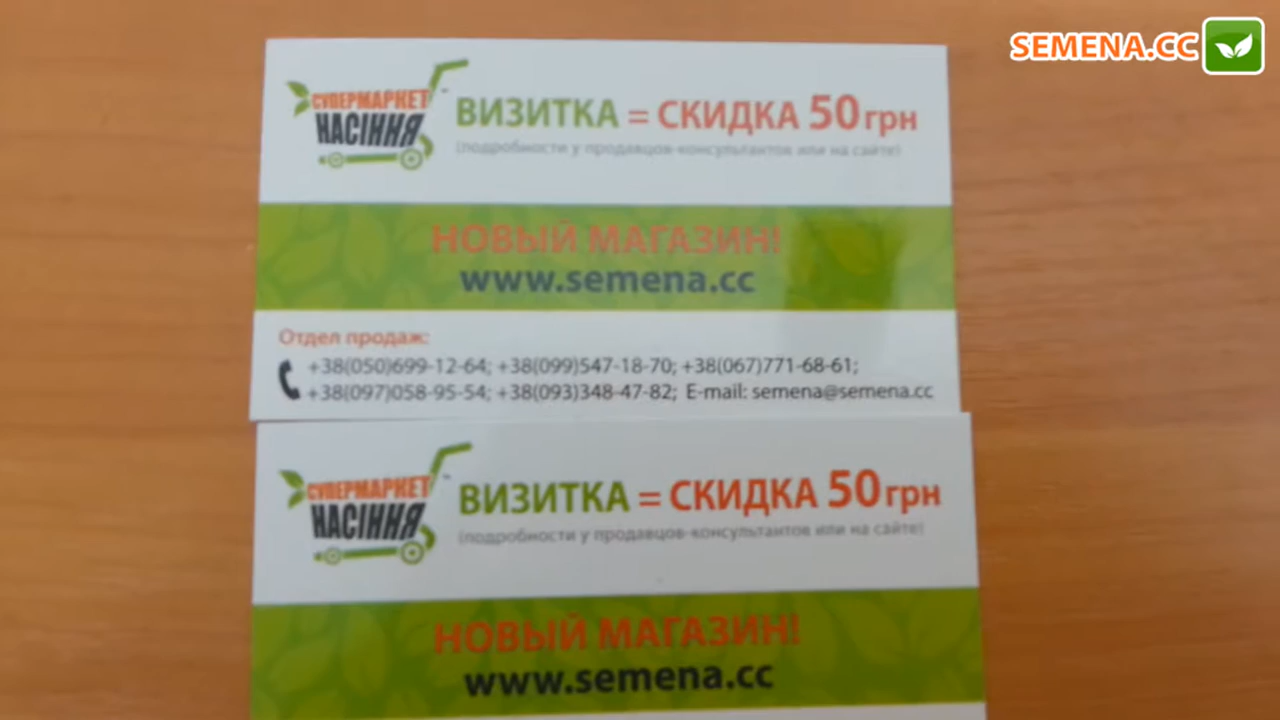 SEMENA.CC
СУПЕРМАРКЕТ
НАСІННЯ
ВИЗИТКА = СКИДКА 50 грн
(подробности у продавцов-консультантов или на сайте)
НОВЫЙ МАГАЗИН!
www.semena.cc
Отдел продаж:
+38(050)699-12-64; +38(099)547-18-70; +38(067)771-68-61;
+38(097)058-95-54; +38(093)348-47-82; E-mail: semena@semena.cc
СУПЕРМАРКЕТ
НАСІННЯ
ВИЗИТКА = СКИДКА 50 грн
(подробности у продавцов-консультантов или на сайте)
НОВЫЙ МАГАЗИН!
www.semena.cc